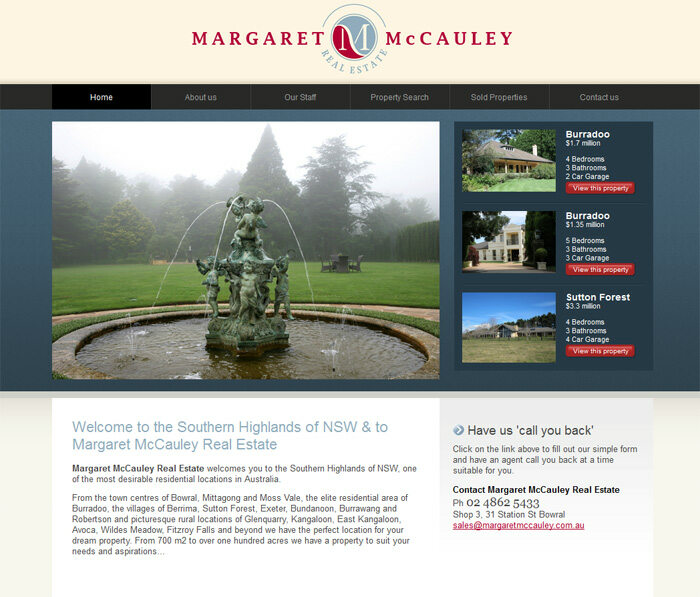 MARGARET M McCAULEY
REAL ESTATE
Home
About us
Our Staff
Property Search
Sold Properties
Contact us
Burradoo
$1.7 million
4 Bedrooms
3 Bathrooms
2 Car Garage
View this property
Burradoo
$1.35 million
5 Bedrooms
3 Bathrooms
3 Car Garage
View this property
Sutton Forest
$3.3 million
4 Bedrooms
3 Bathrooms
4 Car Garage
View this property
Welcome to the Southern Highlands of NSW & to
Margaret McCauley Real Estate
Margaret McCauley Real Estate welcomes you to the Southern Highlands of NSW, one
of the most desirable residential locations in Australia.
From the town centres of Bowral, Mittagong and Moss Vale, the elite residential area of
Burradoo, the villages of Berrima, Sutton Forest, Exeter, Bundanoon, Burrawang and
Robertson and picturesque rural locations of Glenquarry, Kangaloon, East Kangaloon,
Avoca, Wildes Meadow, Fitzroy Falls and beyond we have the perfect location for your
dream property. From 700 m2 to over one hundred acres we have a property to suit your
needs and aspirations...
Have us 'call you back'
Click on the link above to fill out our simple form
and have an agent call you back at a time
suitable for you.
Contact Margaret McCauley Real Estate
Ph 02 4862 5433
Shop 3, 31 Station St Bowral
sales@margaretmccauley.com.au